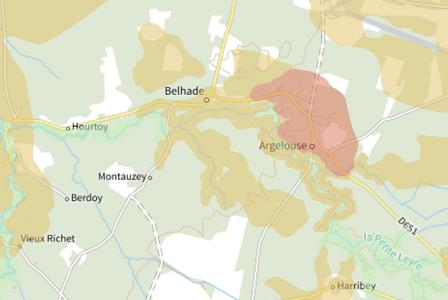 Belhade
Hourtoy
Argelouse
Montauzey
Berdoy
D651
Vieux Richet
la Petite Leyre
Harribey